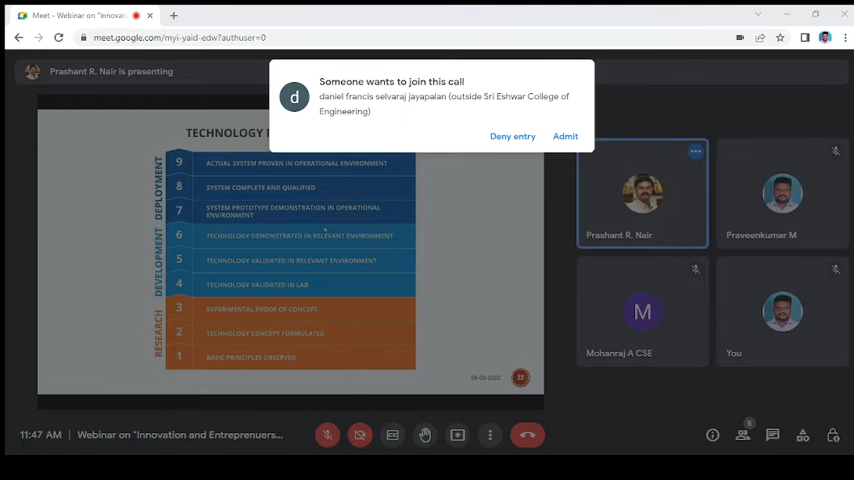 Meet - Webinar on "Innovatio
meet.google.com/myi-yaid-edw?authuser=0
Prashant R. Nair is presenting
Someone wants to join this call
daniel francis selvaraj jayapalan (outside Sri Eshwar College of
Engineering)
d
Deny entry
Admit
TECHNOLOGY
DEPLOYMENT
9 ACTUAL SYSTEM PROVEN IN OPERATIONAL ENVIRONMENT
8 SYSTEM COMPLETE AND QUALIFIED
7 SYSTEM PROTOTYPE DEMONSTRATION IN OPERATIONAL
ENVIRONMENT
DEVELOPMENT
6 TECHNOLOGY DEMONSTRATED IN RELEVANT ENVIRONMENT
5 TECHNOLOGY VALIDATED IN RELEVANT ENVIRONMENT
4 TECHNOLOGY VALIDATED IN LAB
RESEARCH
3 EXPERIMENTAL PROOF OF CONCEPT
2 TECHNOLOGY CONCEPT FORMULATED
1 BASIC PRINCIPLES OBSERVED
22
Prashant R. Nair
Praveenkumar M
M
Mohanraj A CSE
You
11:47 AM | Webinar on "Innovation and Entreprenuers...
5